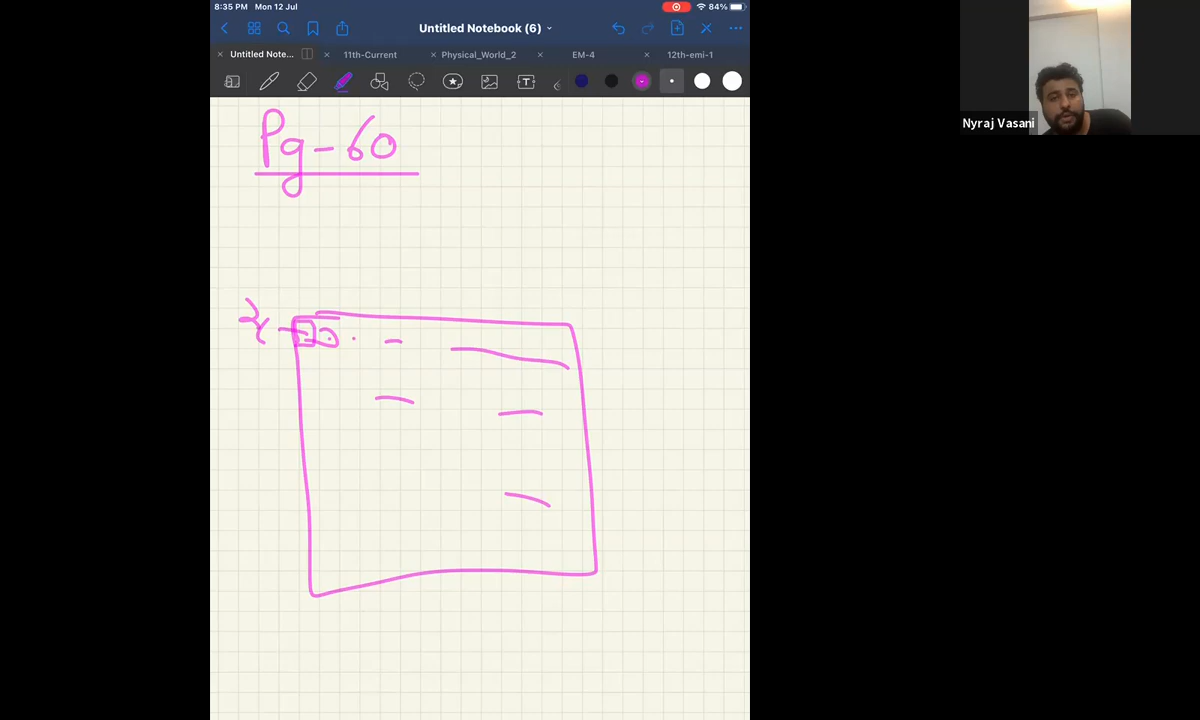 8:35 PM Mon 12 Jul
84%
Untitled Notebook (6)
Untitled Note...
11th-Current
Physical_World_2
EM-4
12th-emi-1
Pg-60
Nyraj Vasani